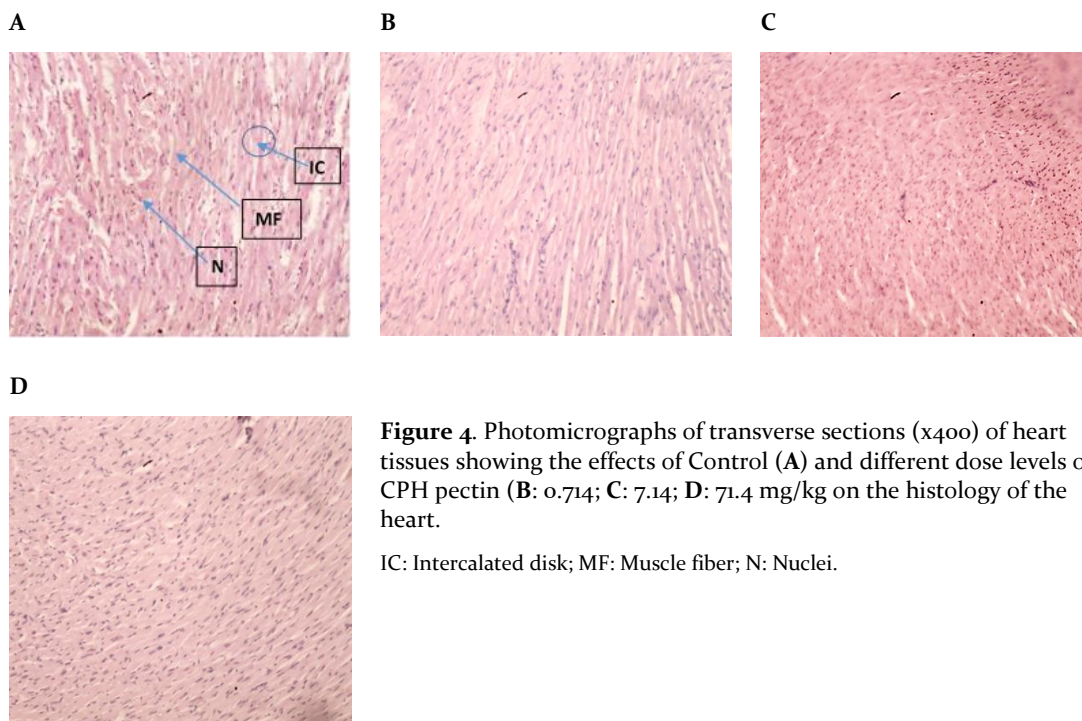 A
B
C
IC
MF
N
D
Figure 4. Photomicrographs of transverse sections (x400) of heart
tissues showing the effects of Control (A) and different dose levels o
CPH pectin (B: 0.714; C: 7.14; D: 71.4 mg/kg on the histology of the
heart.
IC: Intercalated disk; MF: Muscle fiber; N: Nuclei.